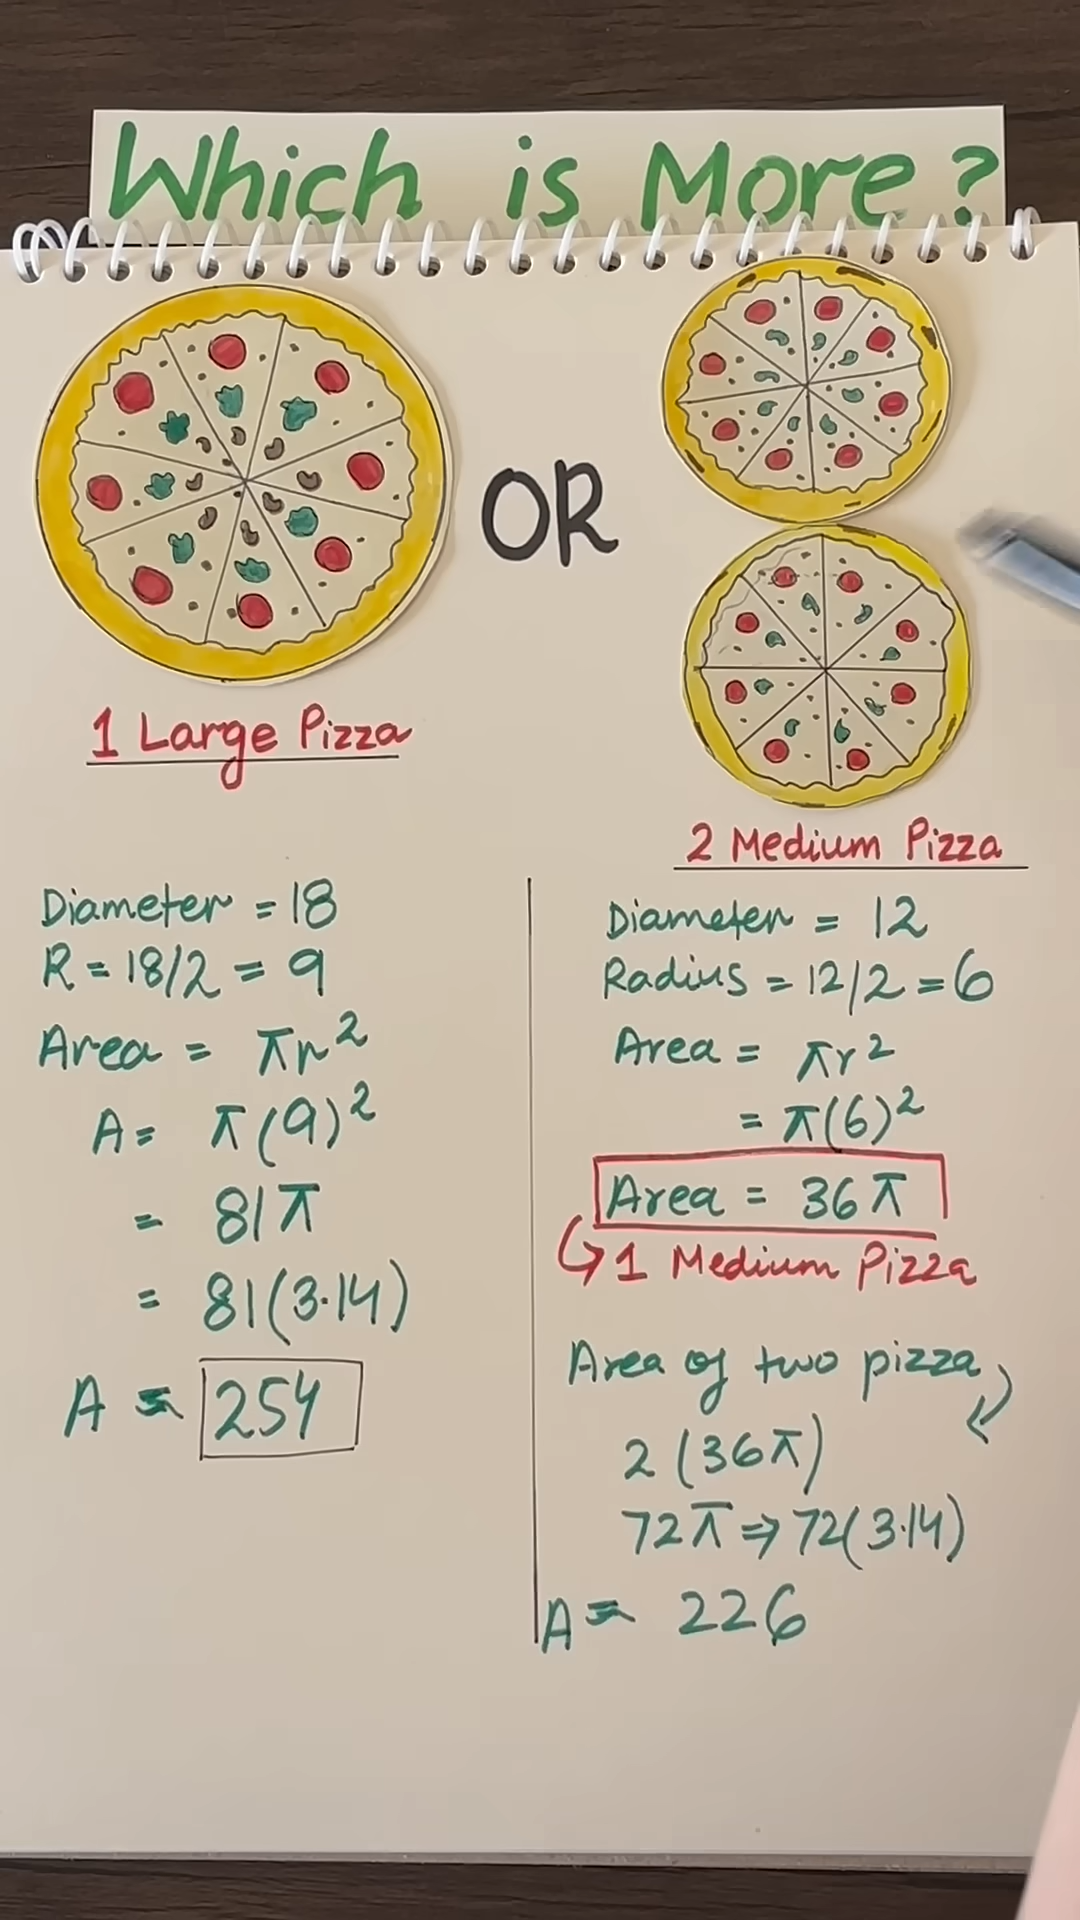 Which is More?
OR
1 Large Pizza
2 Medium Pizza
Diameter = 18
R = 18/2 = 9
Area = πr²
A = π(9)²
= 81π
= 81(3.14)
A ≈ 254
Diameter = 12
Radius = 12/2 = 6
Area = πr²
= π(6)²
Area = 36π
↪ 1 Medium Pizza
Area of two pizza
2(36π)
72π ⇒ 72(3.14)
A ≈ 226